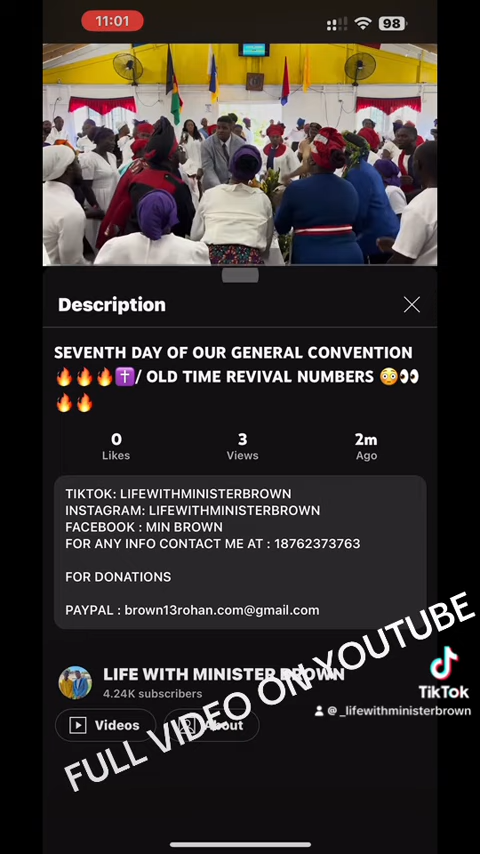 11:01
98
Description
SEVENTH DAY OF OUR GENERAL CONVENTION
🔥🔥🔥✝️/ OLD TIME REVIVAL NUMBERS 😳👀
🔥🔥
0 3 2m
Likes Views Ago
TIKTOK: LIFEWITHMINISTERBROWN
INSTAGRAM: LIFEWITHMINISTERBROWN
FACEBOOK : MIN BROWN
FOR ANY INFO CONTACT ME AT : 18762373763
FOR DONATIONS
PAYPAL : brown13rohan.com@gmail.com
FULL VIDEO ON YOUTUBE
LIFE WITH MINISTER BROWN
4.24K subscribers
TikTok
@_lifewithministerbrown
Videos About